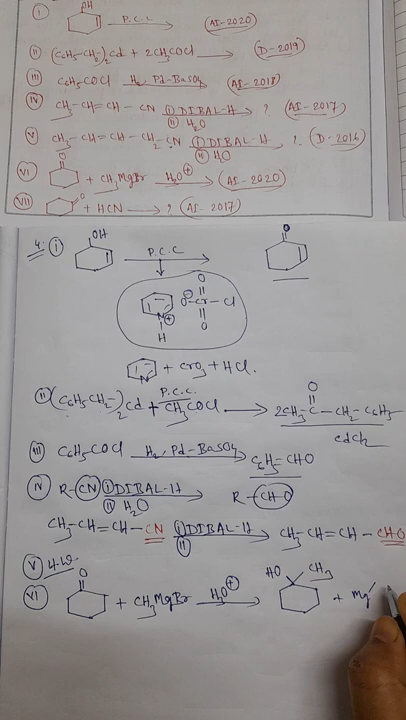 (i) OH P.C.C (AI-2020)
(ii) (C6H5-CH2)2Cd + 2CH3COCl (D-2019)
(iii) C6H5COCl H2, Pd-BaSO4 (AI-2018)
(iv) CH3-CH=CH-CN (i) DIBAL-H ? (AI-2017)
(ii) H2O
(v) CH3-CH=CH-CH2-CN (i) DIBAL-H ? (D-2016)
(ii) H2O
(vi) O + CH3MgBr H3O⊕ (AI-2020)
(vii) O + HCN → ? (AI-2017)
4. (i) OH P.C.C O
O
N⊕ O⊖-Cr-Cl
H O
N + CrO3 + HCl.
P.C.C.
(ii) (C6H5CH2)2Cd + CH3COCl → 2CH3-C-CH2-C6H5
O
CdCl2
(iii) C6H5COCl H2, Pd-BaSO4 C6H5-CHO
(iv) R-CN (i) DIBAL-H R-CHO
(ii) H2O
CH3-CH=CH-CN (i) DIBAL-H CH3-CH=CH-CHO
(ii)
(v) H.W
(vi) O + CH3MgBr H3O⊕ HO CH3 + Mg